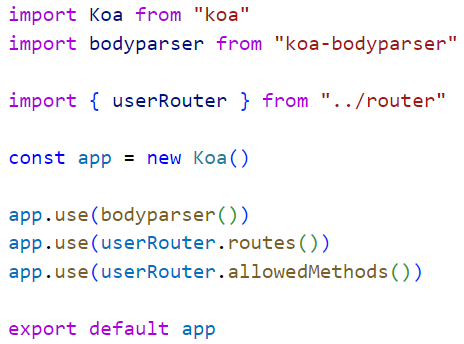 import Koa from "koa"
import bodyparser from "koa-bodyparser"
import { userRouter } from "../router"
const app = new Koa()
app.use(bodyparser())
app.use(userRouter.routes())
app.use(userRouter.allowedMethods())
export default app